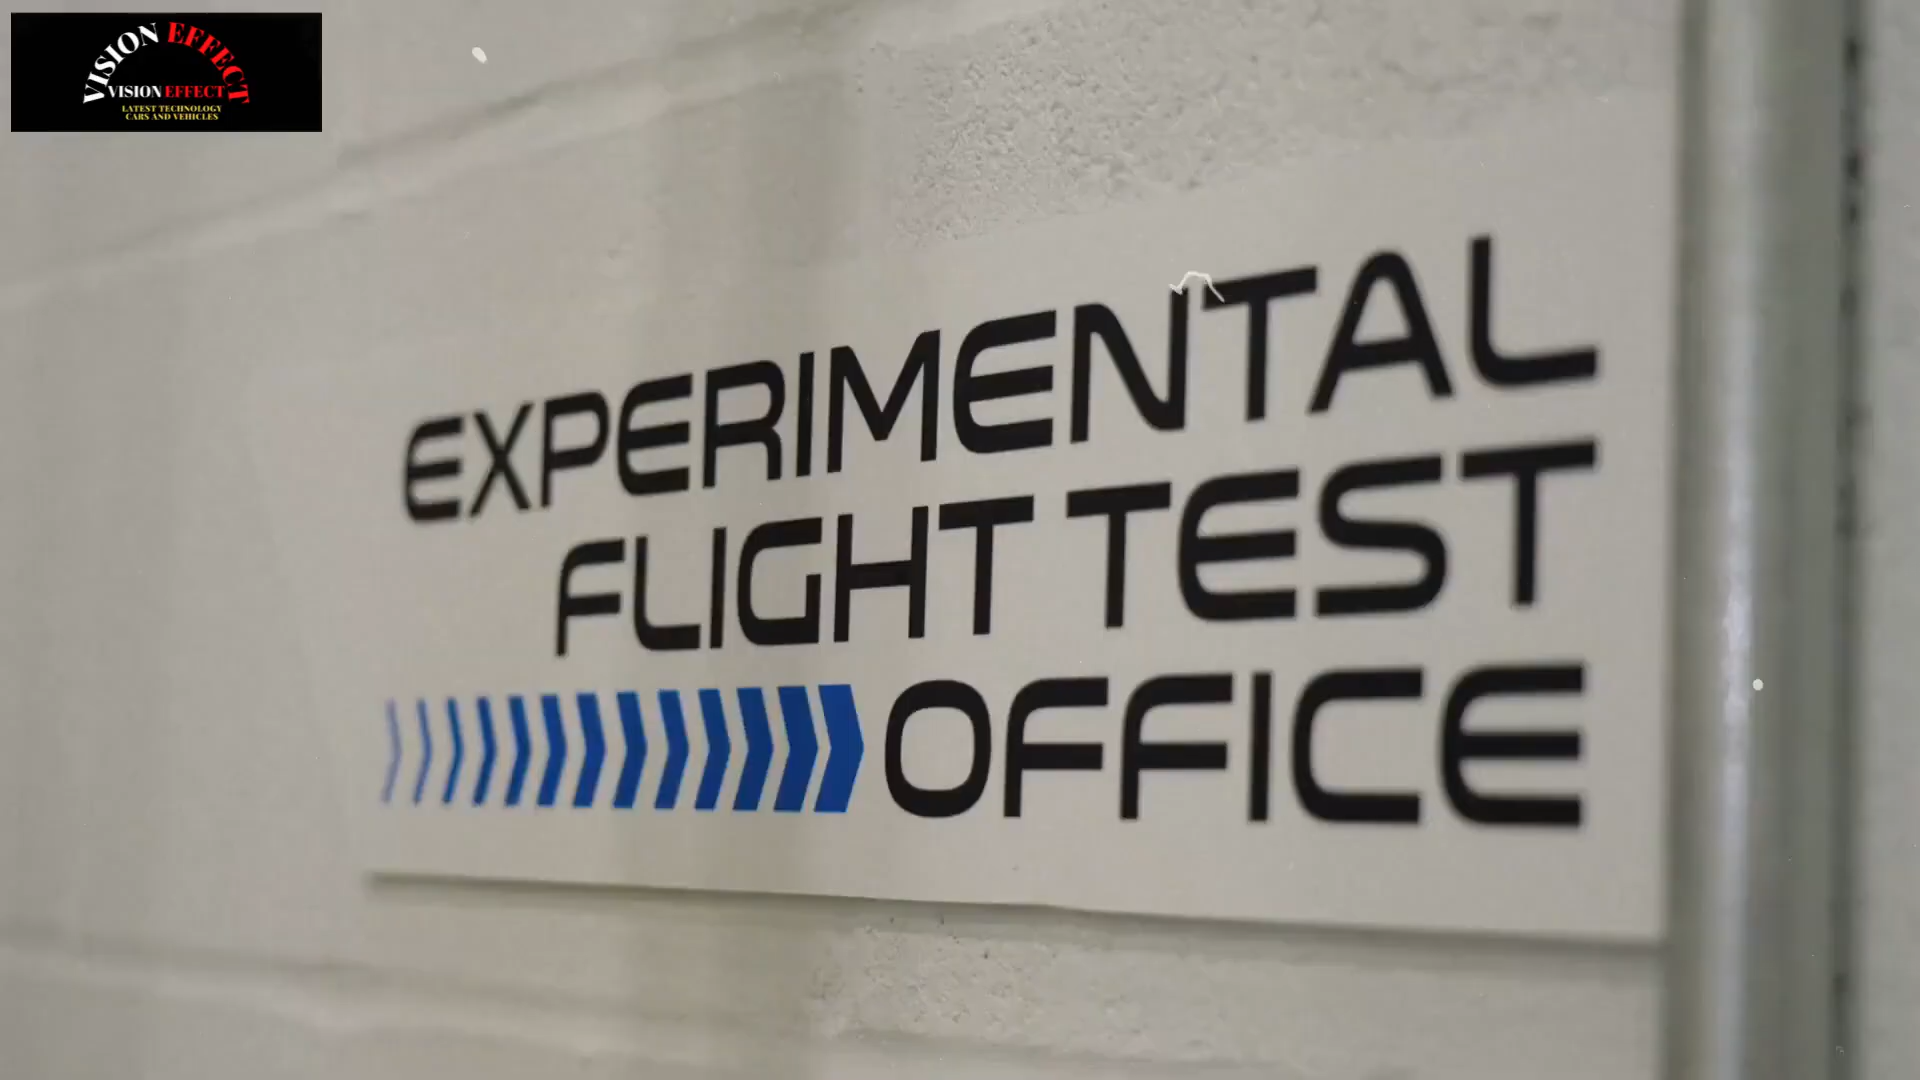 VISION EFFECT
VISION EFFECT
LATEST TECHNOLOGY
CARS AND VEHICLES
EXPERIMENTAL
FLIGHT TEST
OFFICE